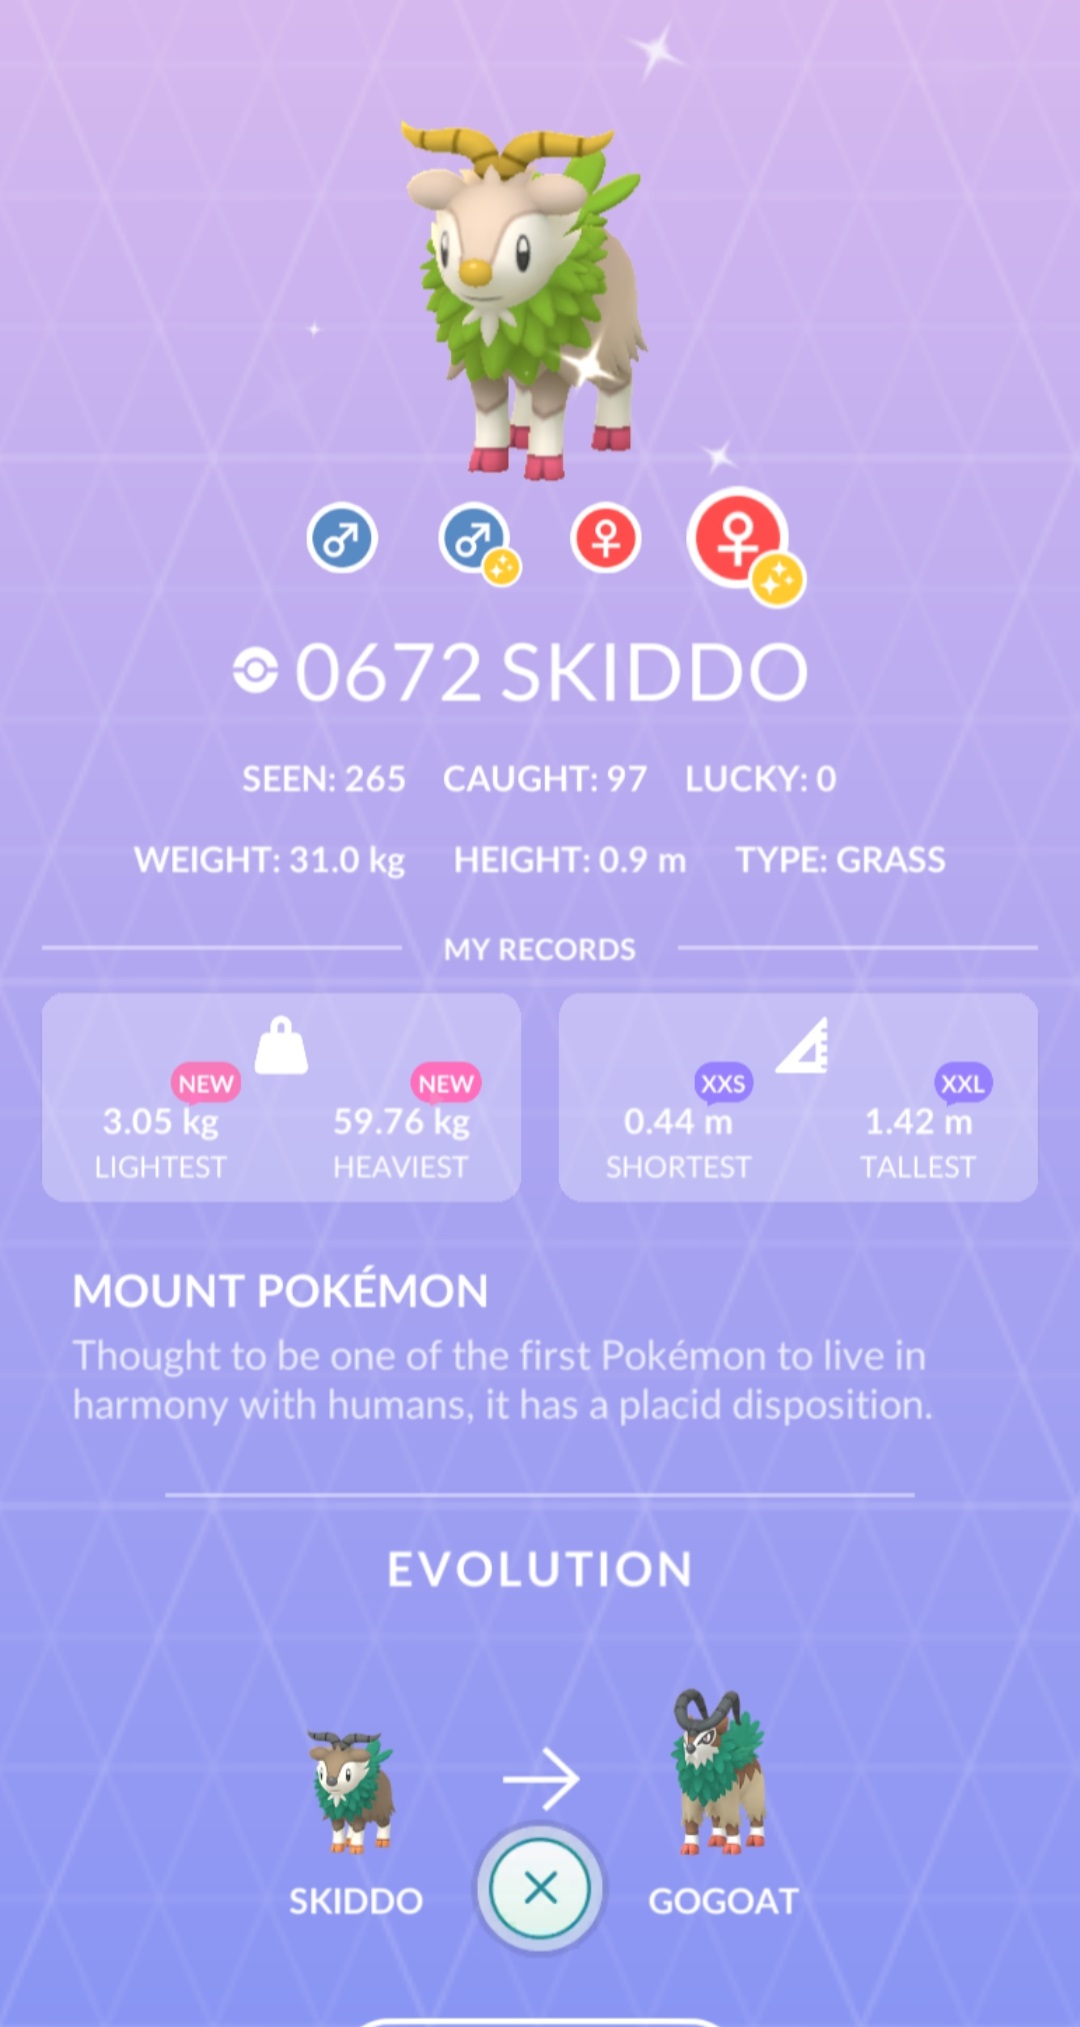 0672 SKIDDO
SEEN: 265 CAUGHT: 97 LUCKY: 0
WEIGHT: 31.0 kg HEIGHT: 0.9 m TYPE: GRASS
MY RECORDS
NEW NEW XXS XXL
3.05 kg 59.76 kg 0.44 m 1.42 m
LIGHTEST HEAVIEST SHORTEST TALLEST
MOUNT POKÉMON
Thought to be one of the first Pokémon to live in
harmony with humans, it has a placid disposition.
EVOLUTION
SKIDDO GOGOAT